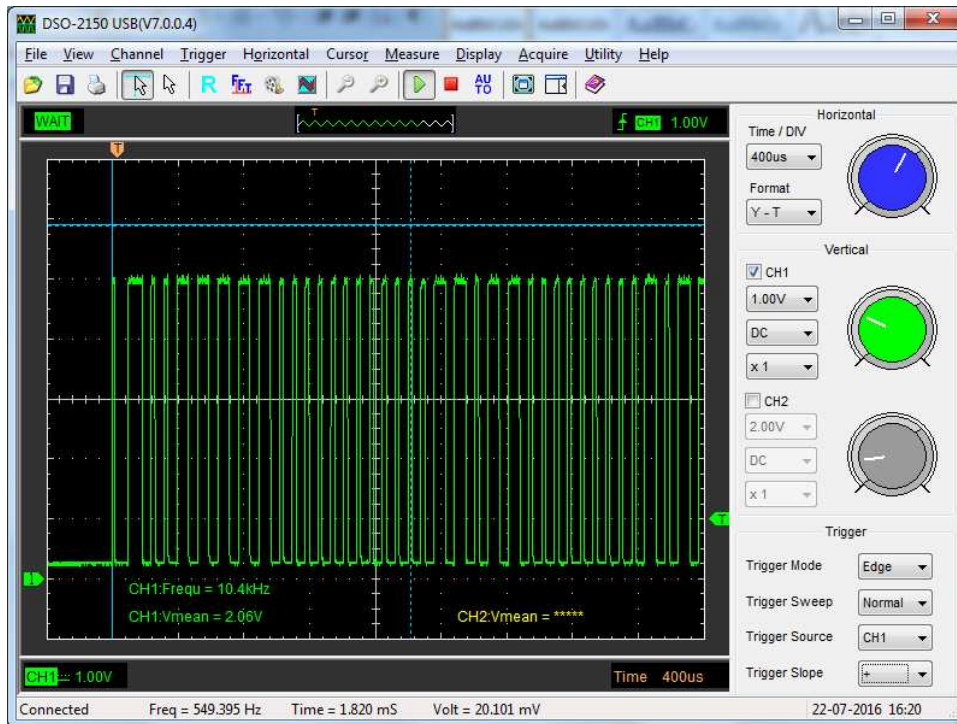 DSO-2150 USB(V7.0.0.4)
File View Channel Trigger Horizontal Cursor Measure Display Acquire Utility Help
R FFT AUTO
WAIT T CH1 1.00V
T
T
1
CH1:Frequ = 10.4kHz
CH1:Vmean = 2.06V CH2:Vmean = *****
CH1 1.00V Time 400us
Horizontal
Time / DIV
400us
Format
Y - T
Vertical
CH1
1.00V
DC
x 1
CH2
2.00V
DC
x 1
Trigger
Trigger Mode Edge
Trigger Sweep Normal
Trigger Source CH1
Trigger Slope +
Connected Freq = 549.395 Hz Time = 1.820 mS Volt = 20.101 mV 22-07-2016 16:20